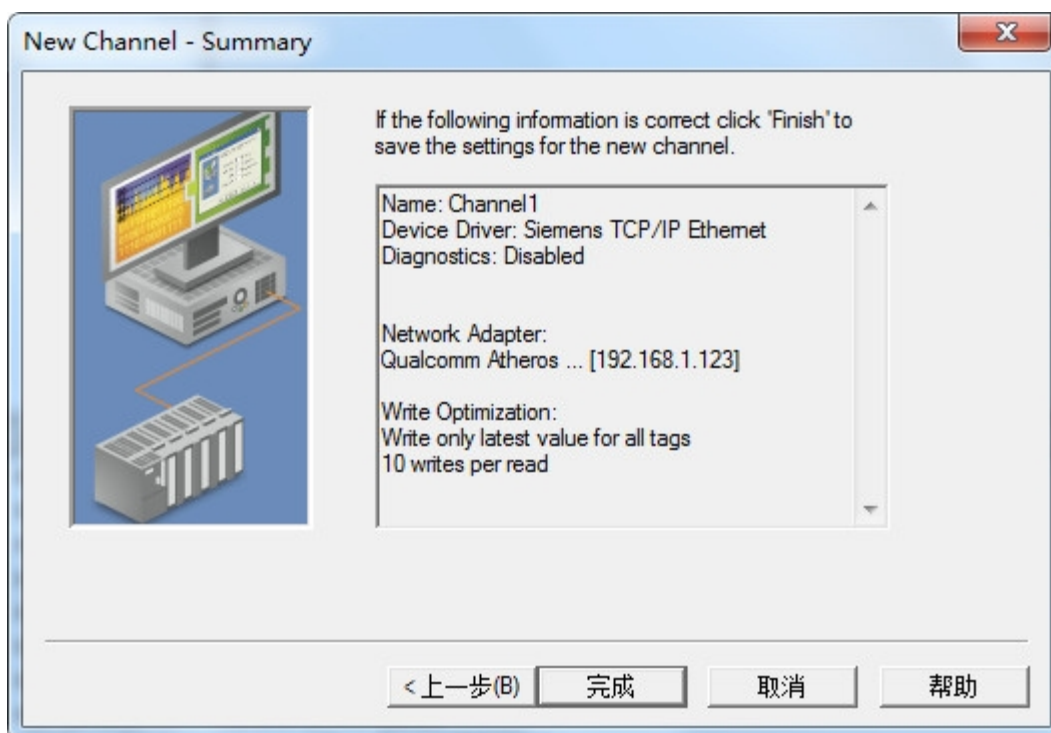 New Channel - Summary
If the following information is correct click 'Finish' to
save the settings for the new channel.
Name: Channel1
Device Driver: Siemens TCP/IP Ethernet
Diagnostics: Disabled
Network Adapter:
Qualcomm Atheros ... [192.168.1.123]
Write Optimization:
Write only latest value for all tags
10 writes per read
<上一步(B) 完成 取消 帮助